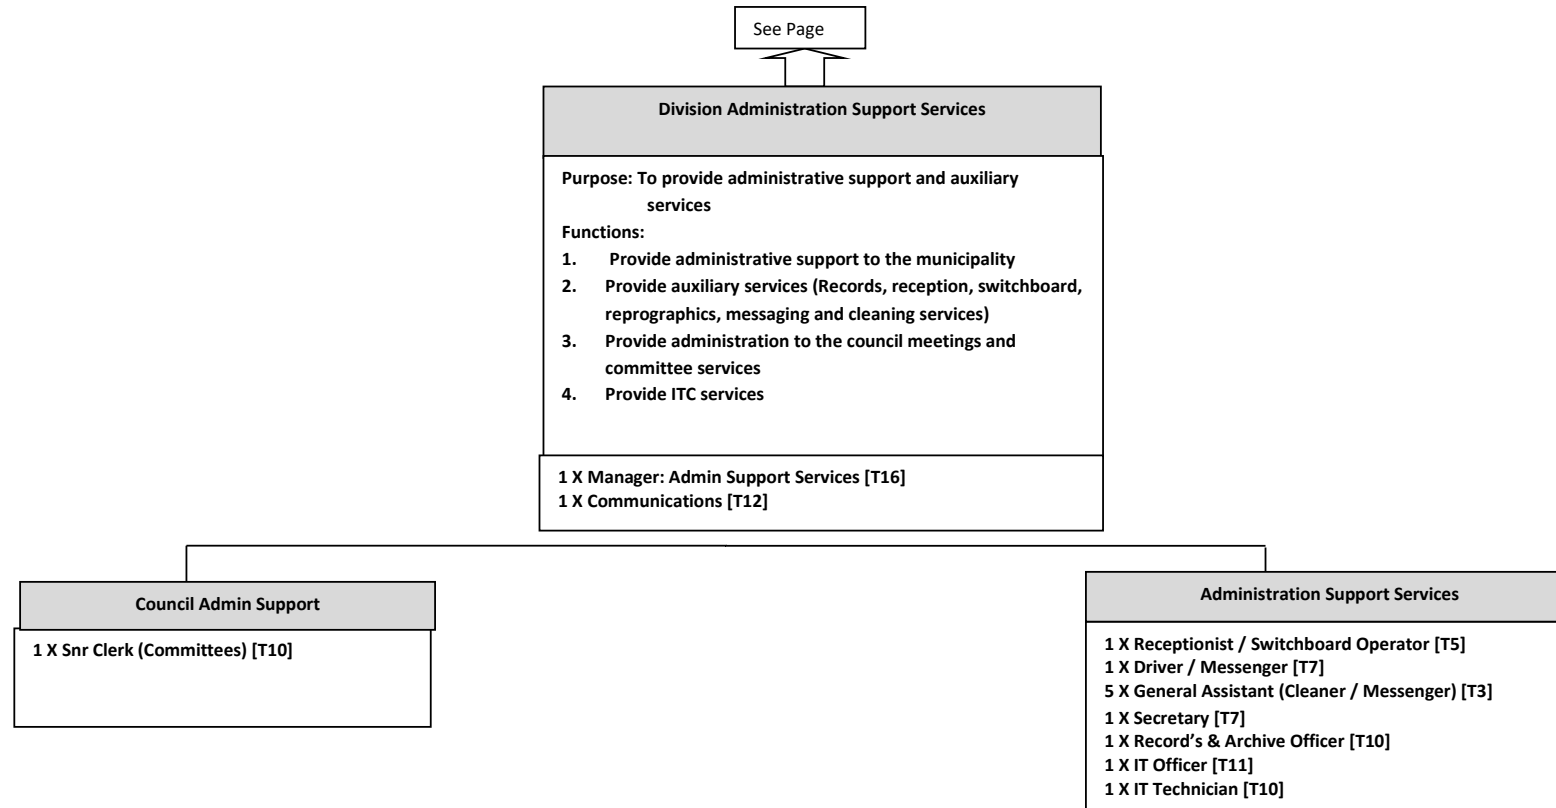 See Page
Division Administration Support Services
Purpose: To provide administrative support and auxiliary
services
Functions:
1. Provide administrative support to the municipality
2. Provide auxiliary services (Records, reception, switchboard,
reprographics, messaging and cleaning services)
3. Provide administration to the council meetings and
committee services
4. Provide ITC services
1 X Manager: Admin Support Services [T16]
1 X Communications [T12]
Council Admin Support
1 X Snr Clerk (Committees) [T10]
Administration Support Services
1 X Receptionist / Switchboard Operator [T5]
1 X Driver / Messenger [T7]
5 X General Assistant (Cleaner / Messenger) [T3]
1 X Secretary [T7]
1 X Record’s & Archive Officer [T10]
1 X IT Officer [T11]
1 X IT Technician [T10]